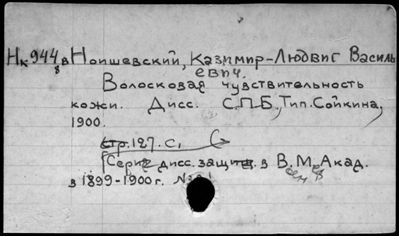 Нк 944 в Ноишевский, Казимир-Людвиг Василь
евич.
Волосковая чувствительность
кожи. Дисс. С.П.Б., Тип. Сойкина,
1900.
стр. 127. С,
[Серия дисс. защищ. в В. М. Акад.
в 1899-1900 г. №